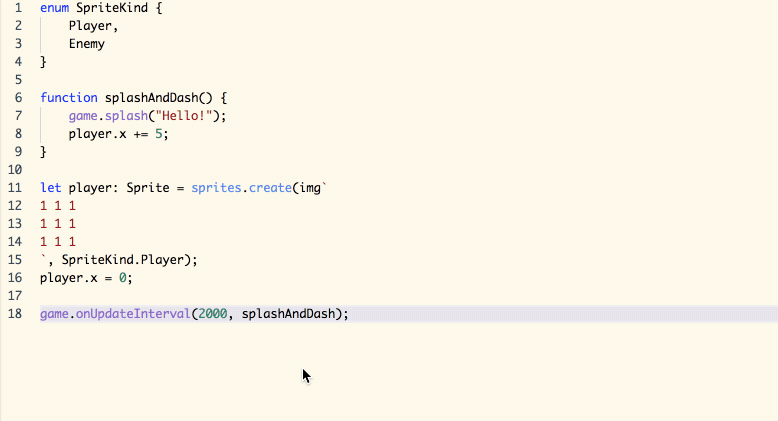 1 enum SpriteKind {
2     Player,
3     Enemy
4 }
5
6 function splashAndDash() {
7     game.splash("Hello!");
8     player.x += 5;
9 }
10
11 let player: Sprite = sprites.create(img`
12 1 1 1
13 1 1 1
14 1 1 1
15 `, SpriteKind.Player);
16 player.x = 0;
17
18 game.onUpdateInterval(2000, splashAndDash);